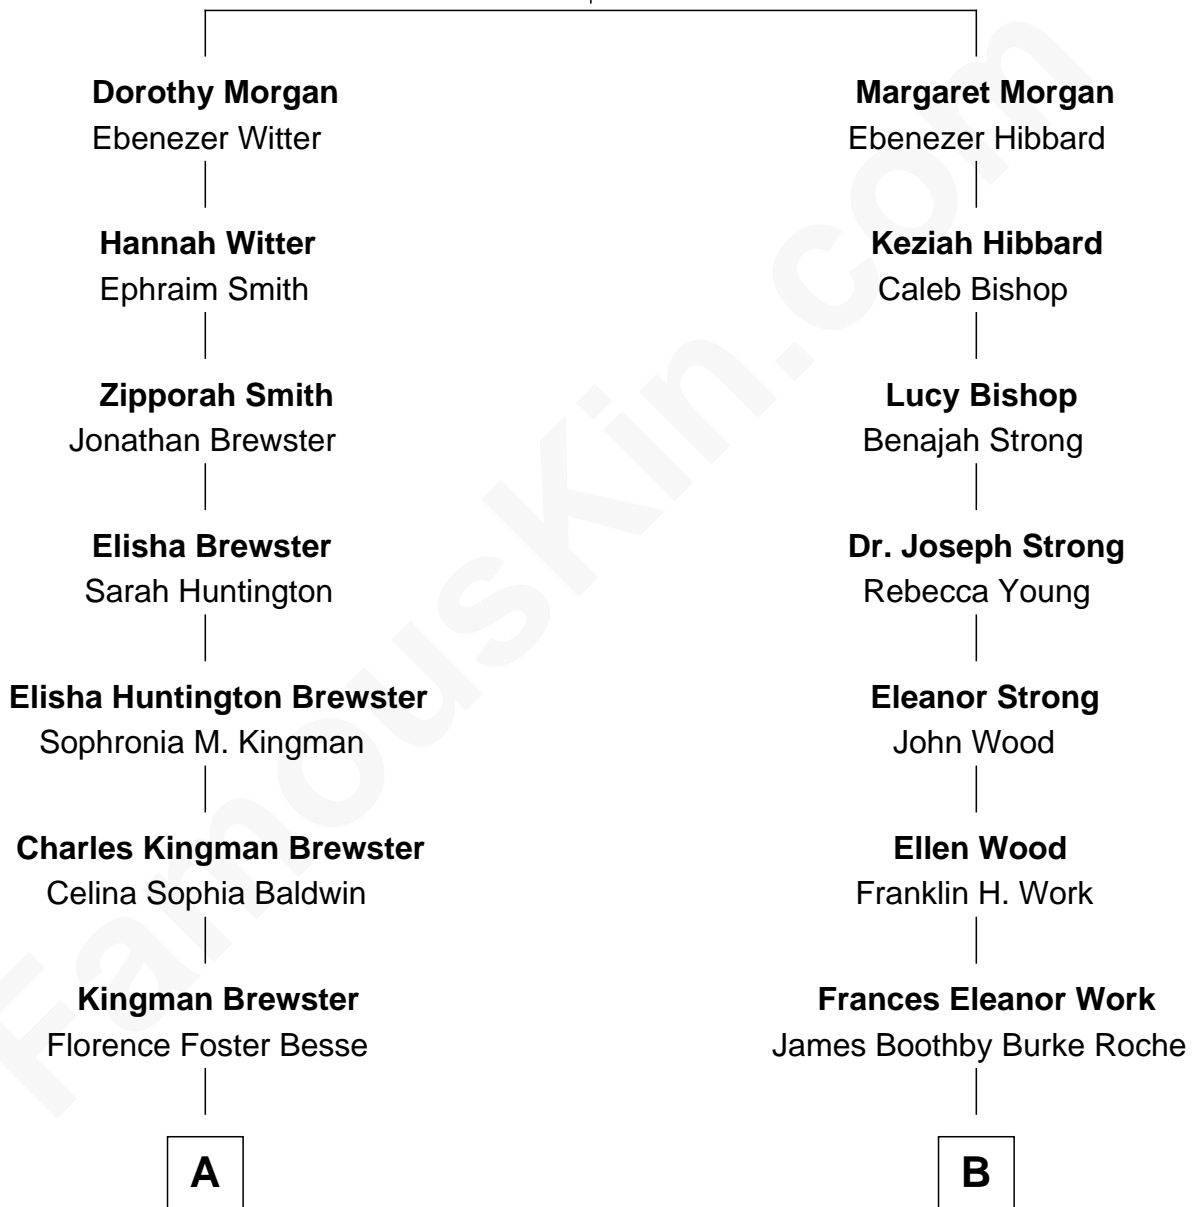 Dorothy Morgan
Ebenezer Witter
Hannah Witter
Ephraim Smith
Zipporah Smith
Jonathan Brewster
Elisha Brewster
Sarah Huntington
Elisha Huntington Brewster
Sophronia M. Kingman
Charles Kingman Brewster
Celina Sophia Baldwin
Kingman Brewster
Florence Foster Besse
A
Margaret Morgan
Ebenezer Hibbard
Keziah Hibbard
Caleb Bishop
Lucy Bishop
Benajah Strong
Dr. Joseph Strong
Rebecca Young
Eleanor Strong
John Wood
Ellen Wood
Franklin H. Work
Frances Eleanor Work
James Boothby Burke Roche
B
FamousKin.com